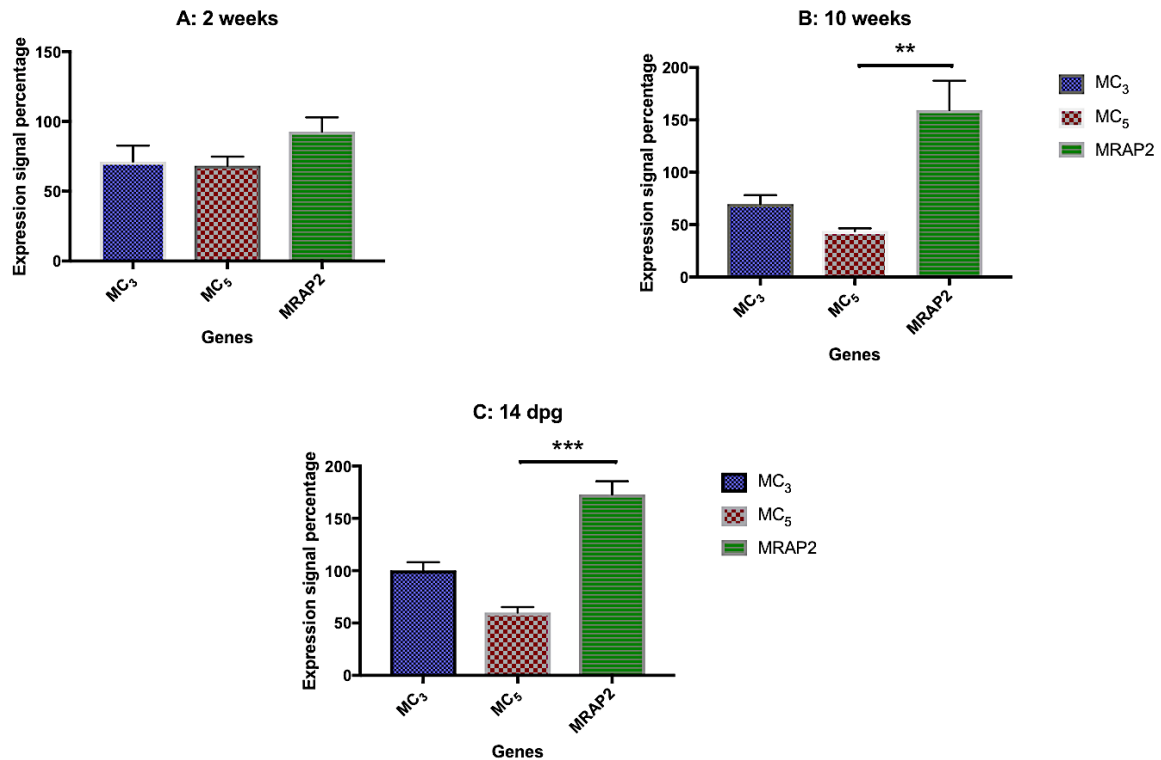 A: 2 weeks
Expression signal percentage
150
100
50
0
MC₃
MC₅
MRAP2
Genes
B: 10 weeks
**
Expression signal percentage
200
150
100
50
0
MC₃
MC₅
MRAP2
Genes
MC₃
MC₅
MRAP2
C: 14 dpg
***
Expression signal percentage
200
150
100
50
0
MC₃
MC₅
MRAP2
Genes
MC₃
MC₅
MRAP2